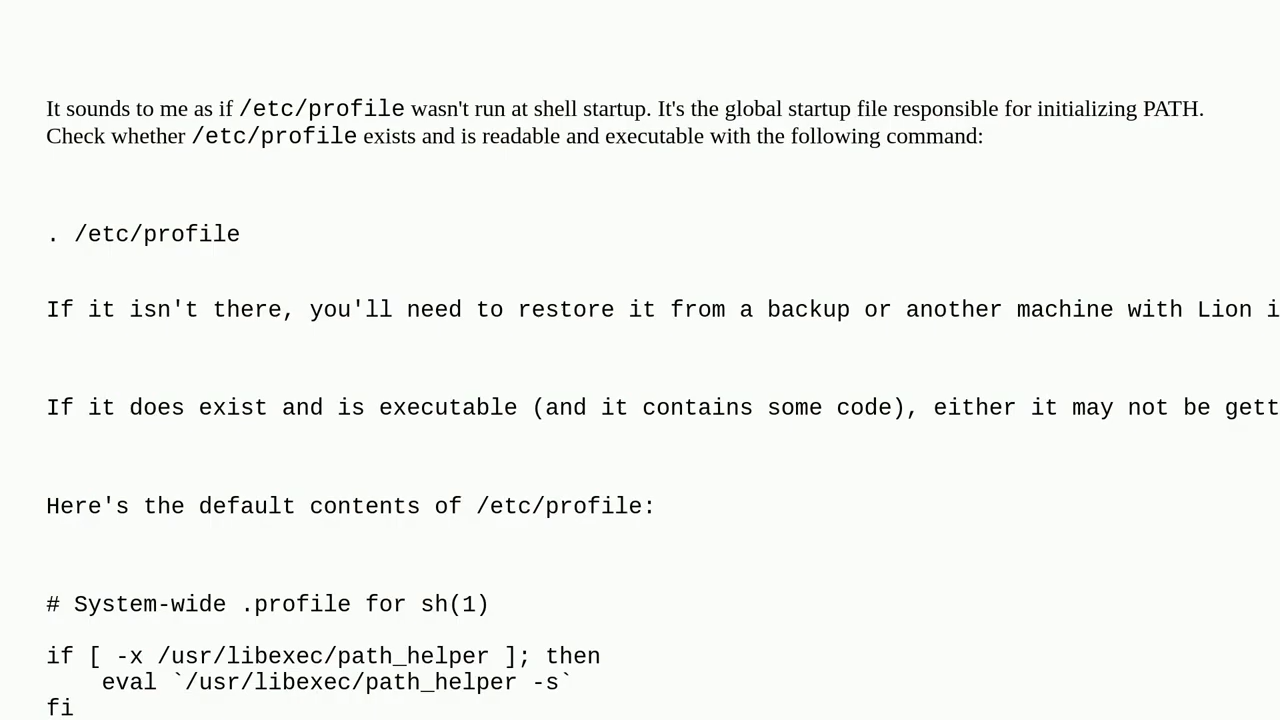 It sounds to me as if /etc/profile wasn't run at shell startup. It's the global startup file responsible for initializing PATH.
Check whether /etc/profile exists and is readable and executable with the following command:
. /etc/profile
If it isn't there, you'll need to restore it from a backup or another machine with Lion i
If it does exist and is executable (and it contains some code), either it may not be gett
Here's the default contents of /etc/profile:
# System-wide .profile for sh(1)
if [ -x /usr/libexec/path_helper ]; then
    eval `/usr/libexec/path_helper -s`
fi